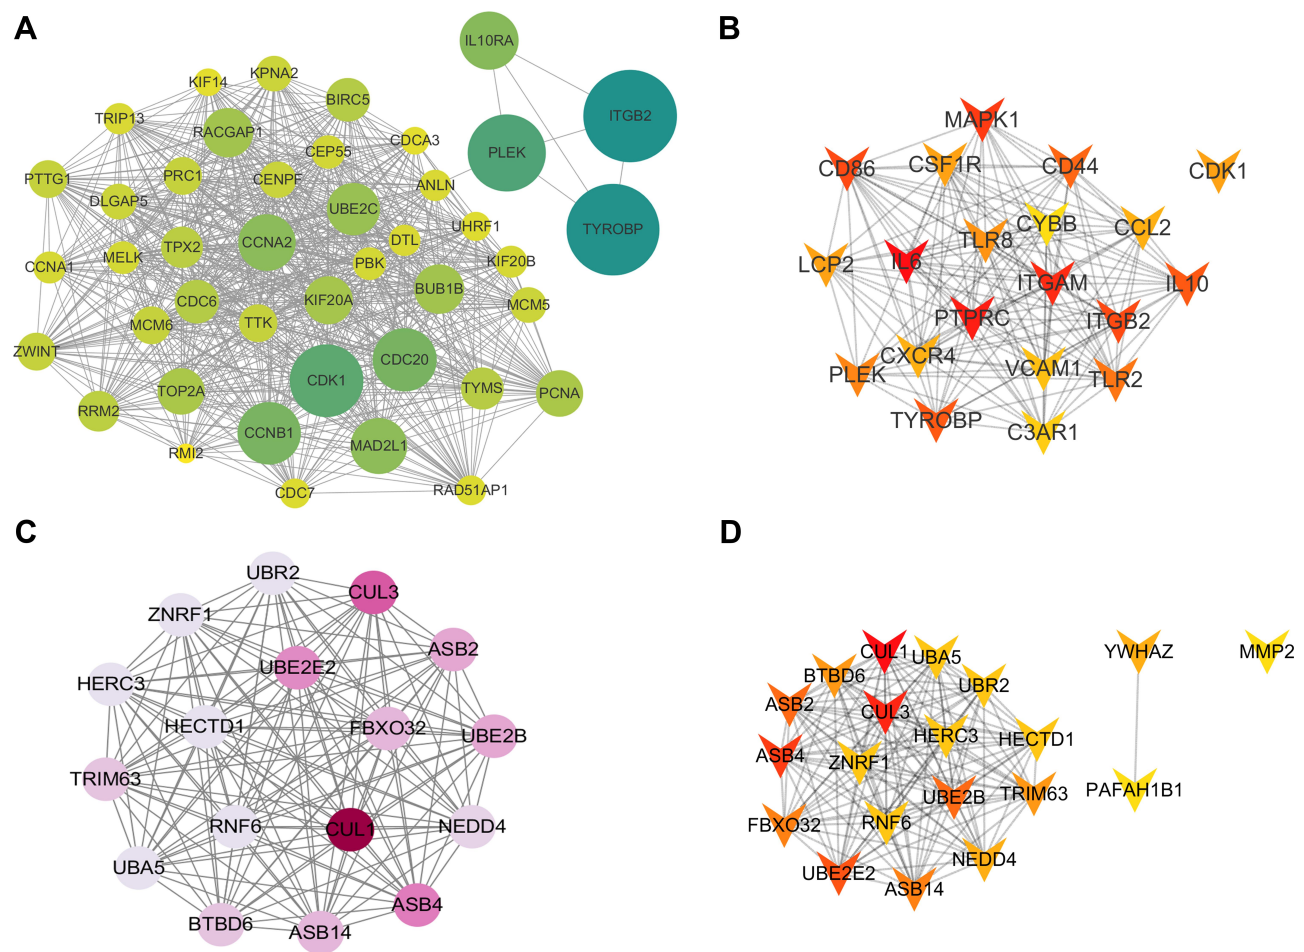 A
IL10RA
ITGB2
PLEK
TYROBP
KIF14
KPNA2
BIRC5
TRIP13
RACGAP1
CDCA3
CEP55
PTTG1
PRC1
CENPF
ANLN
DLGAP5
UBE2C
UHRF1
CCNA2
DTL
TPX2
MELK
PBK
KIF20B
CCNA1
BUB1B
CDC6
KIF20A
MCM5
MCM6
TTK
ZWINT
CDC20
CDK1
TOP2A
TYMS
PCNA
RRM2
CCNB1
MAD2L1
RMI2
CDC7
RAD51AP1
B
MAPK1
CD86
CSF1R
CD44
CDK1
CYBB
CCL2
TLR8
LCP2
IL6
ITGAM
IL10
PTPRC
ITGB2
CXCR4
PLEK
VCAM1
TLR2
TYROBP
C3AR1
C
UBR2
CUL3
ZNRF1
ASB2
UBE2E2
HERC3
HECTD1
FBXO32
UBE2B
TRIM63
RNF6
CUL1
NEDD4
UBA5
ASB4
BTBD6
ASB14
D
CUL1
UBA5
YWHAZ
MMP2
BTBD6
UBR2
ASB2
CUL3
HERC3
HECTD1
ASB4
ZNRF1
PAFAH1B1
UBE2B
TRIM63
FBXO32
RNF6
NEDD4
UBE2E2
ASB14